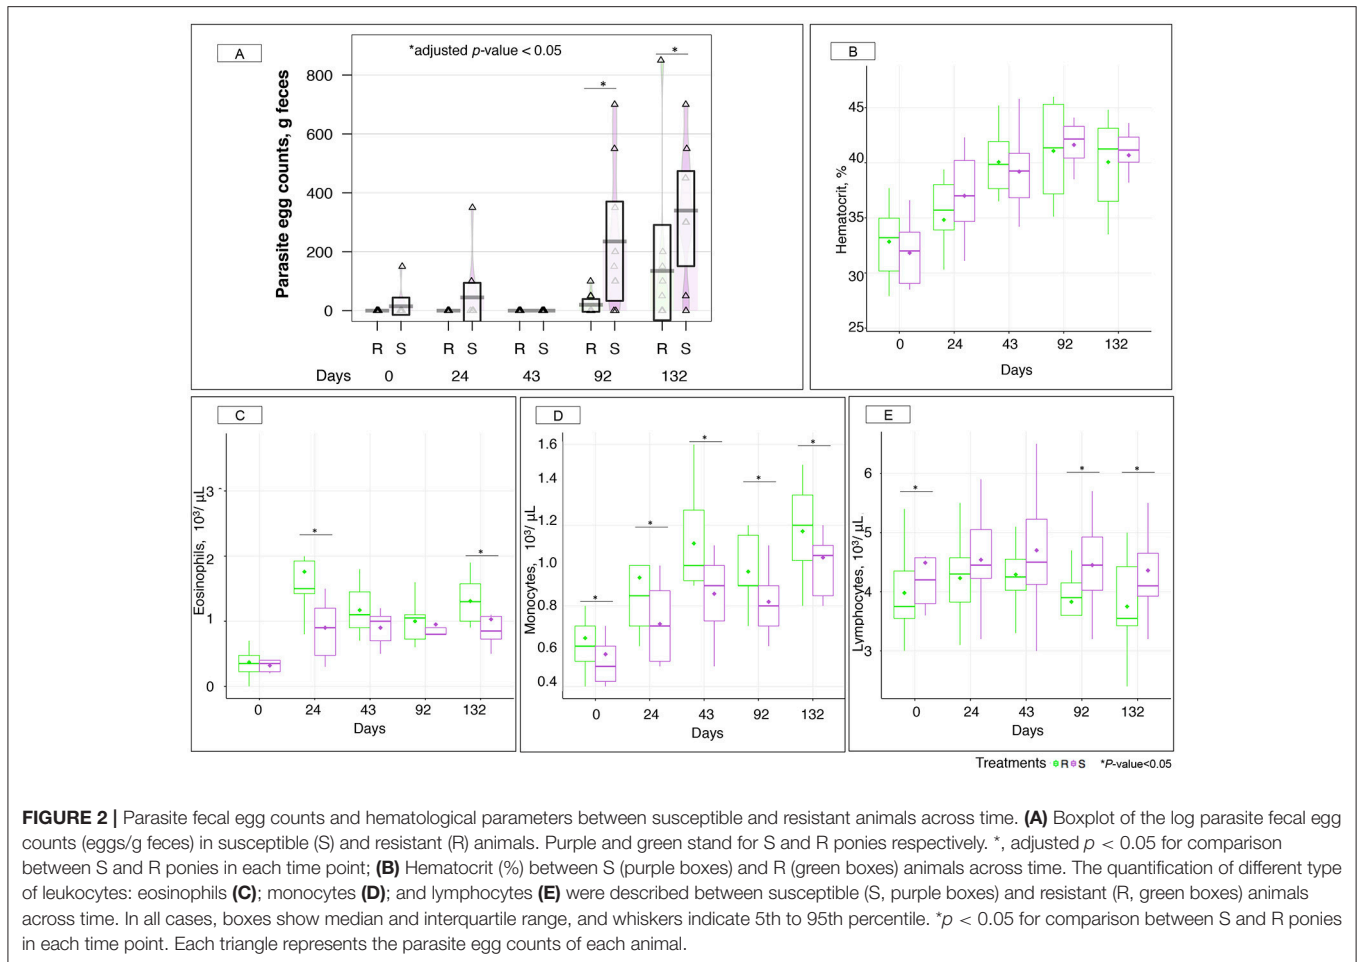 A
*adjusted p-value < 0.05
Parasite egg counts, g feces
800
600
400
200
0
*
*
R S R S R S R S R S
Days 0 24 43 92 132
B
Hematocrit, %
45
40
35
30
25
0 24 43 92 132
Days
C
Eosinophils, 10³/ µL
3
2
1
0
*
*
0 24 43 92 132
Days
D
Monocytes, 10³/ µL
1.6
1.4
1.2
1.0
0.8
0.6
0.4
*
*
*
*
*
0 24 43 92 132
Days
E
Lymphocytes, 10³/ µL
6
5
4
3
*
*
*
0 24 43 92 132
Days
Treatments R S *P-value<0.05
FIGURE 2 | Parasite fecal egg counts and hematological parameters between susceptible and resistant animals across time. (A) Boxplot of the log parasite fecal egg
counts (eggs/g feces) in susceptible (S) and resistant (R) animals. Purple and green stand for S and R ponies respectively. *, adjusted p < 0.05 for comparison
between S and R ponies in each time point; (B) Hematocrit (%) between S (purple boxes) and R (green boxes) animals across time. The quantification of different type
of leukocytes: eosinophils (C); monocytes (D); and lymphocytes (E) were described between susceptible (S, purple boxes) and resistant (R, green boxes) animals
across time. In all cases, boxes show median and interquartile range, and whiskers indicate 5th to 95th percentile. *p < 0.05 for comparison between S and R ponies
in each time point. Each triangle represents the parasite egg counts of each animal.